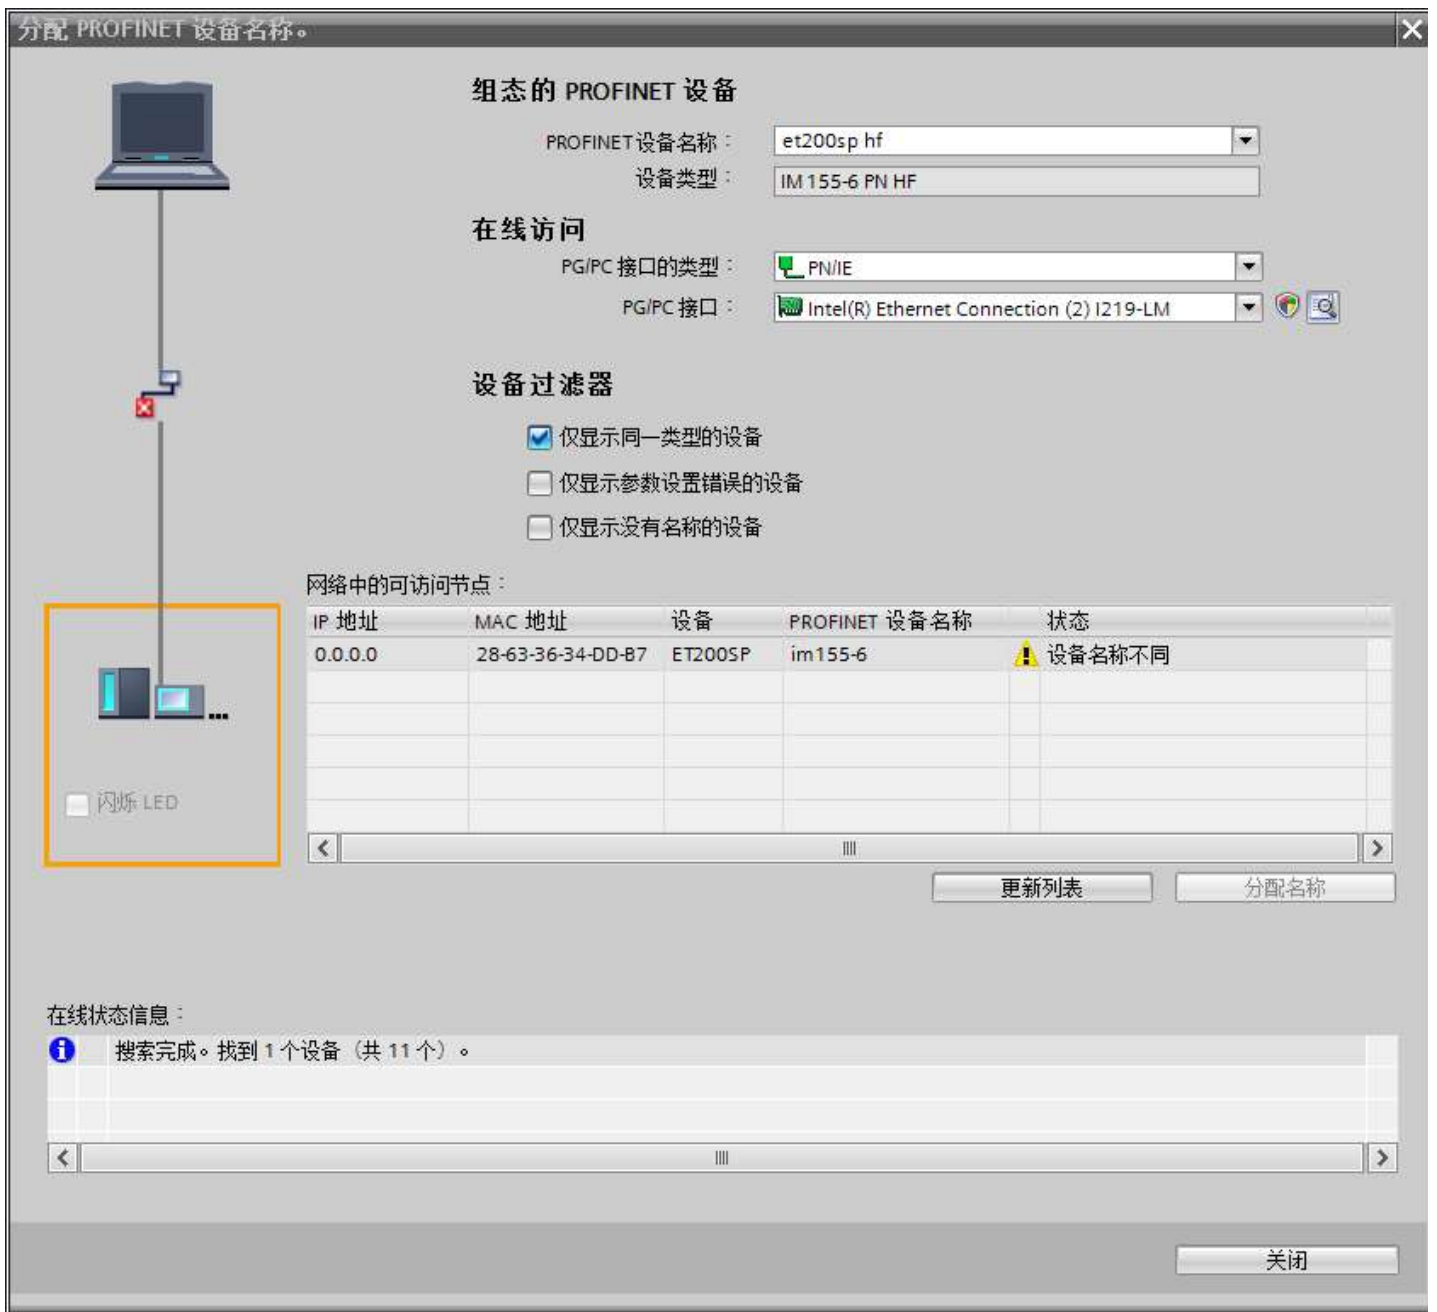 分配 PROFINET 设备名称。
组态的 PROFINET 设备
PROFINET设备名称： et200sp hf
设备类型： IM 155-6 PN HF
在线访问
PG/PC 接口的类型： PN/IE
PG/PC 接口： Intel(R) Ethernet Connection (2) I219-LM
设备过滤器
仅显示同一类型的设备
仅显示参数设置错误的设备
仅显示没有名称的设备
网络中的可访问节点：
IP 地址 MAC 地址 设备 PROFINET 设备名称 状态
0.0.0.0 28-63-36-34-DD-B7 ET200SP im155-6 设备名称不同
闪烁 LED
更新列表 分配名称
在线状态信息：
搜索完成。找到 1 个设备（共 11 个）。
关闭